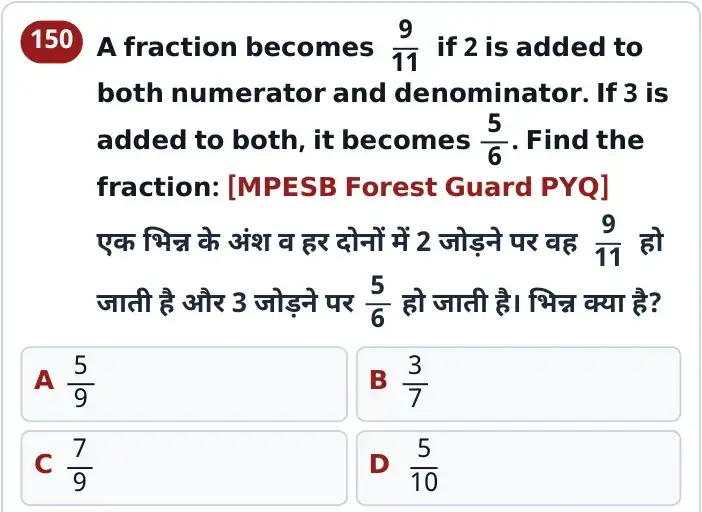 150 A fraction becomes 9/11 if 2 is added to
both numerator and denominator. If 3 is
added to both, it becomes 5/6. Find the
fraction: [MPESB Forest Guard PYQ]
एक भिन्न के अंश व हर दोनों में 2 जोड़ने पर वह 9/11 हो
जाती है और 3 जोड़ने पर 5/6 हो जाती है। भिन्न क्या है?
A 5/9 B 3/7
C 7/9 D 5/10